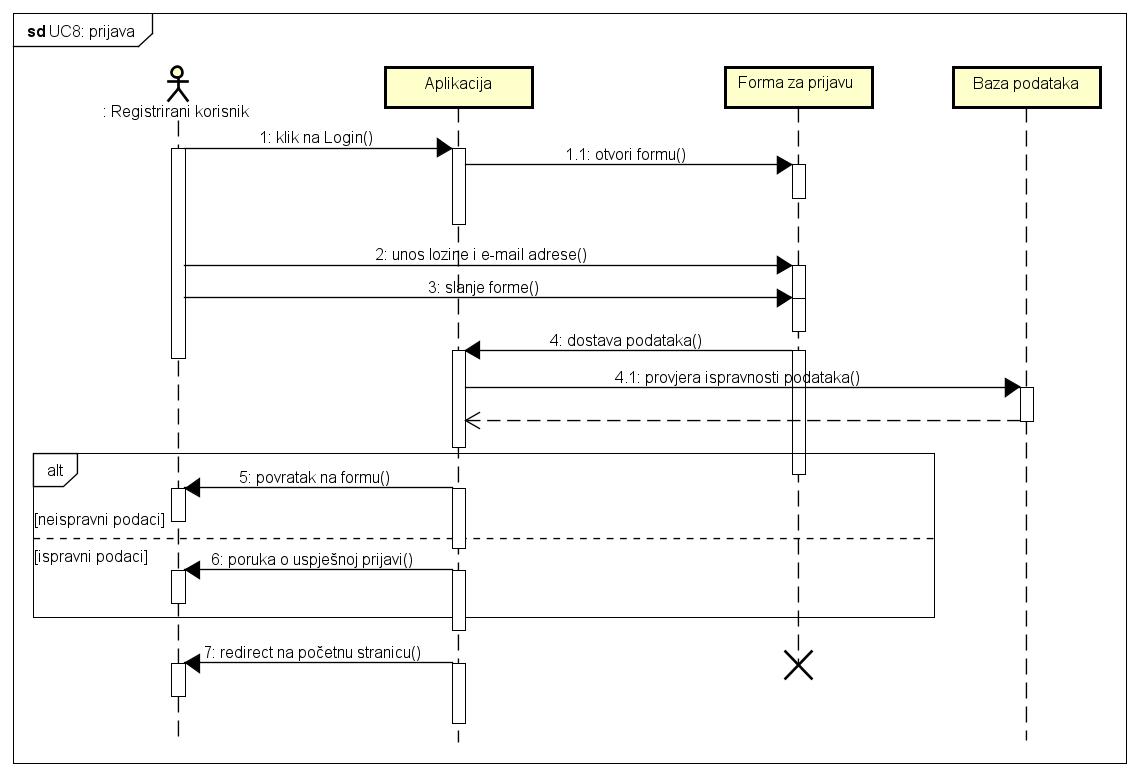 sd UC8: prijava
: Registrirani korisnik
Aplikacija
Forma za prijavu
Baza podataka
1: klik na Login()
1.1: otvori formu()
2: unos lozine i e-mail adrese()
3: slanje forme()
4: dostava podataka()
4.1: provjera ispravnosti podataka()
alt
5: povratak na formu()
[neispravni podaci]
[ispravni podaci]
6: poruka o uspješnoj prijavi()
7: redirect na početnu stranicu()